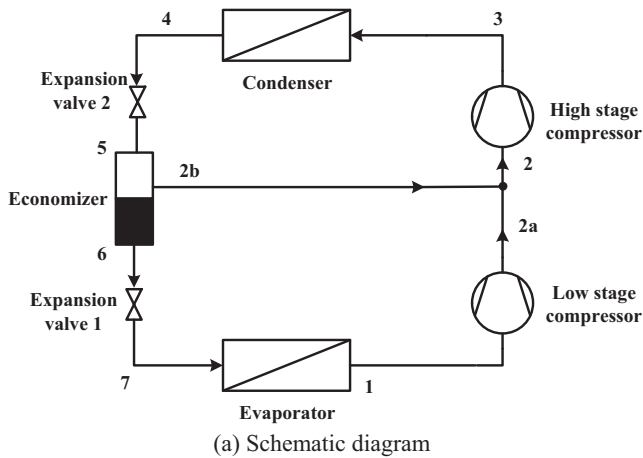 4
3
Expansion
valve 2
Condenser
High stage
compressor
5
2b
2
Economizer
2a
6
Expansion
valve 1
Low stage
compressor
7
1
Evaporator
(a) Schematic diagram